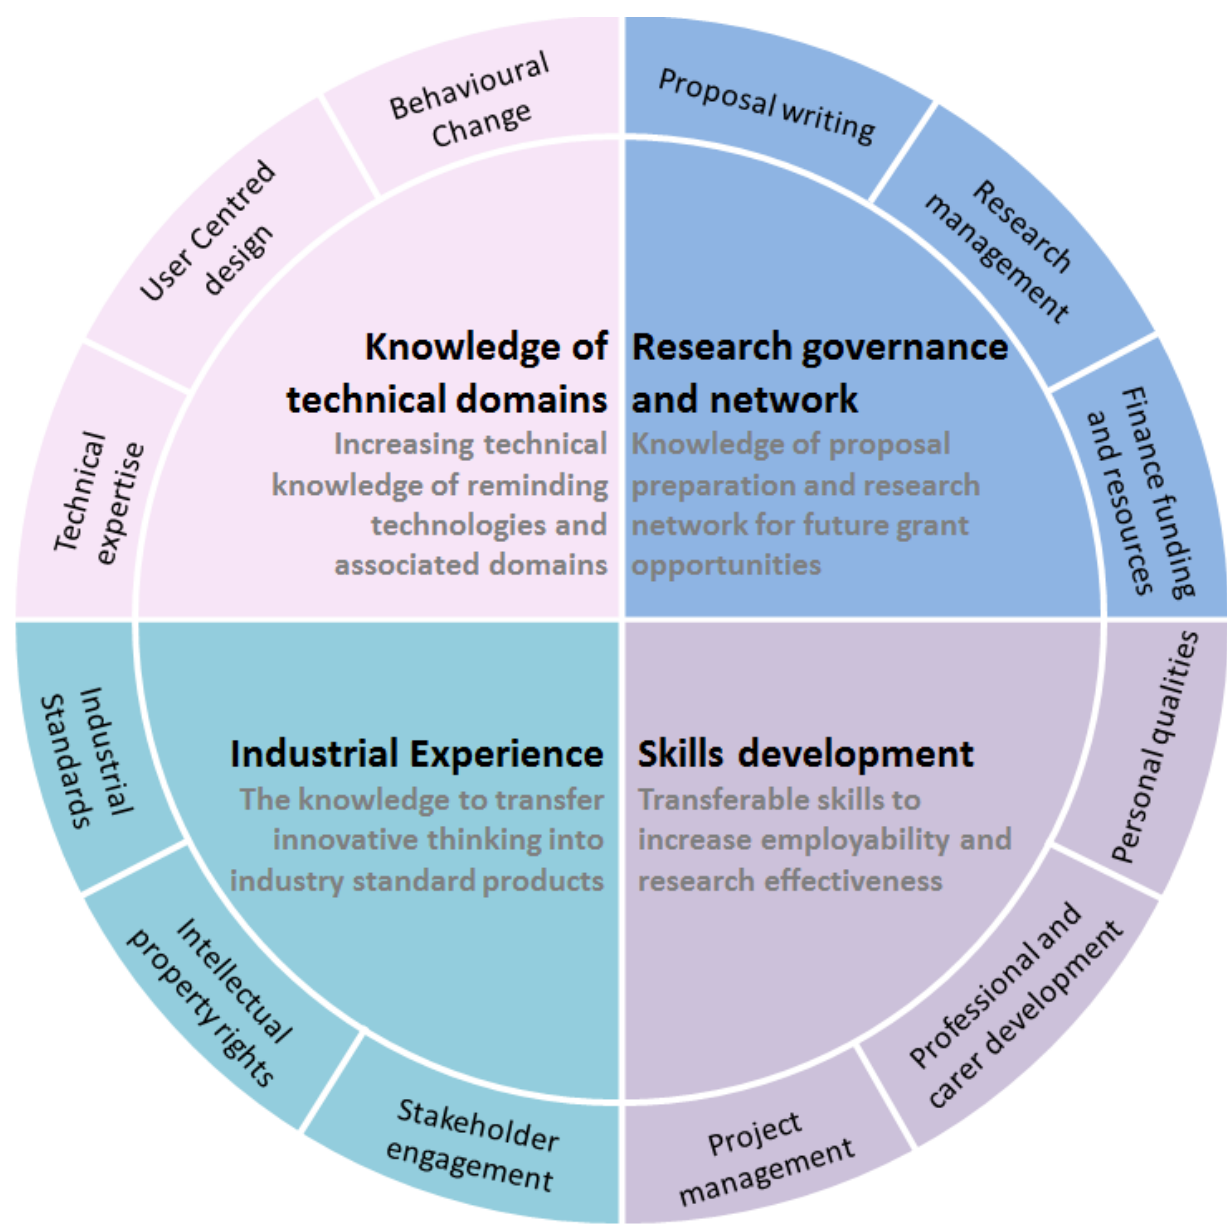 Behavioural
Change
User Centred
design
Technical
expertise
Knowledge of
technical domains
Increasing technical
knowledge of reminding
technologies and
associated domains
Proposal writing
Research
management
Finance funding
and resources
Research governance
and network
Knowledge of proposal
preparation and research
network for future grant
opportunities
Industrial
Standards
Intellectual
property rights
Stakeholder
engagement
Industrial Experience
The knowledge to transfer
innovative thinking into
industry standard products
Personal qualities
Professional and
carer development
Project
management
Skills development
Transferable skills to
increase employability and
research effectiveness